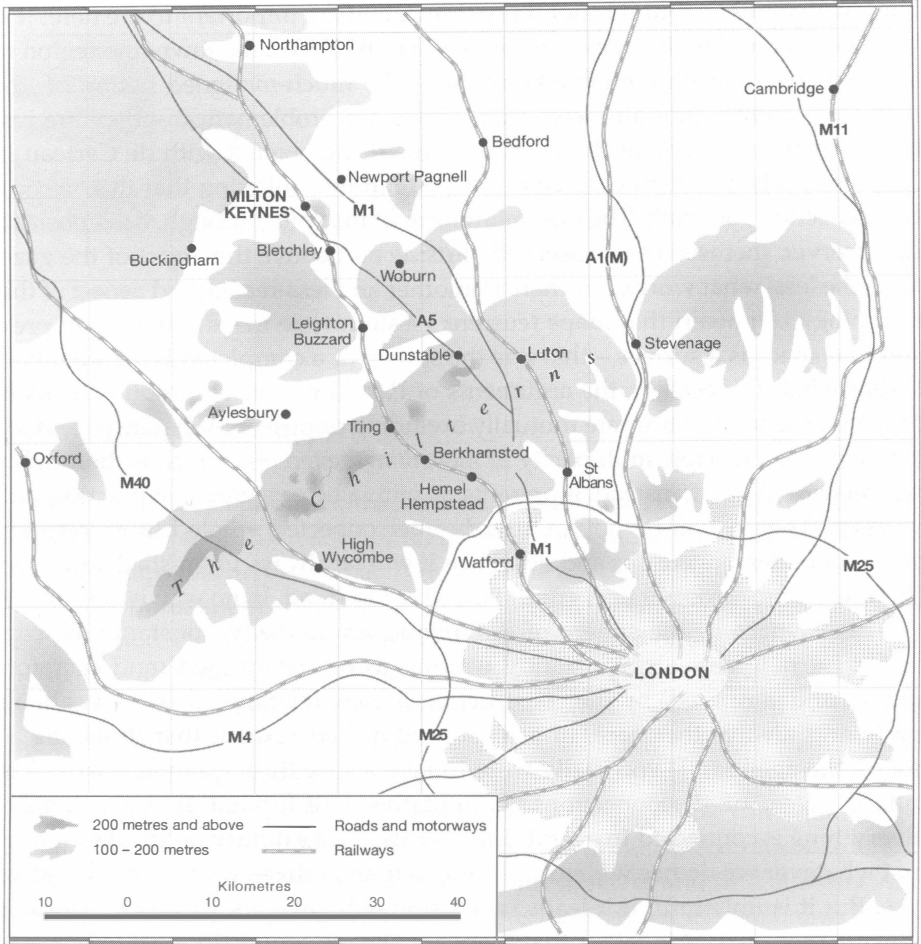 Northampton
Cambridge
M11
Bedford
Newport Pagnell
MILTON
KEYNES
M1
Buckingham
Bletchley
Woburn
A1(M)
Leighton
Buzzard
A5
Dunstable
Luton
Stevenage
Aylesbury
Tring
Berkhamsted
Oxford
Hemel
Hempstead
St
Albans
M40
The Chilterns
High
Wycombe
Watford
M1
M25
LONDON
M4
M25
200 metres and above
Roads and motorways
100 – 200 metres
Railways
Kilometres
10 0 10 20 30 40